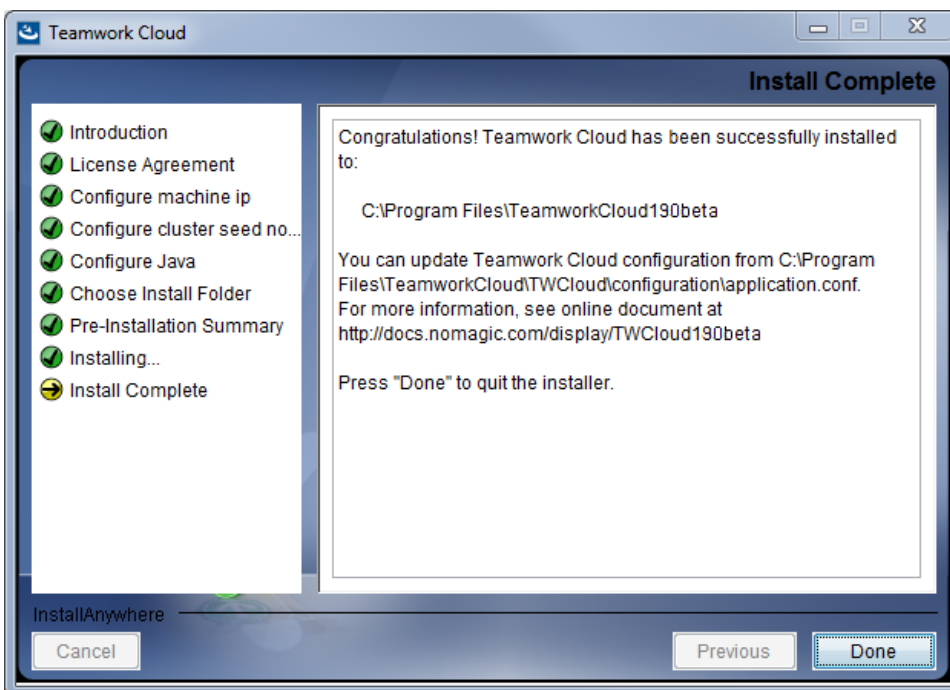 Teamwork Cloud
Install Complete
Introduction
License Agreement
Configure machine ip
Configure cluster seed no...
Configure Java
Choose Install Folder
Pre-Installation Summary
Installing...
Install Complete
Congratulations! Teamwork Cloud has been successfully installed
to:
C:\Program Files\TeamworkCloud190beta
You can update Teamwork Cloud configuration from C:\Program
Files\TeamworkCloud\TWCloud\configuration\application.conf.
For more information, see online document at
http://docs.nomagic.com/display/TWCloud190beta
Press "Done" to quit the installer.
InstallAnywhere
Cancel
Previous
Done